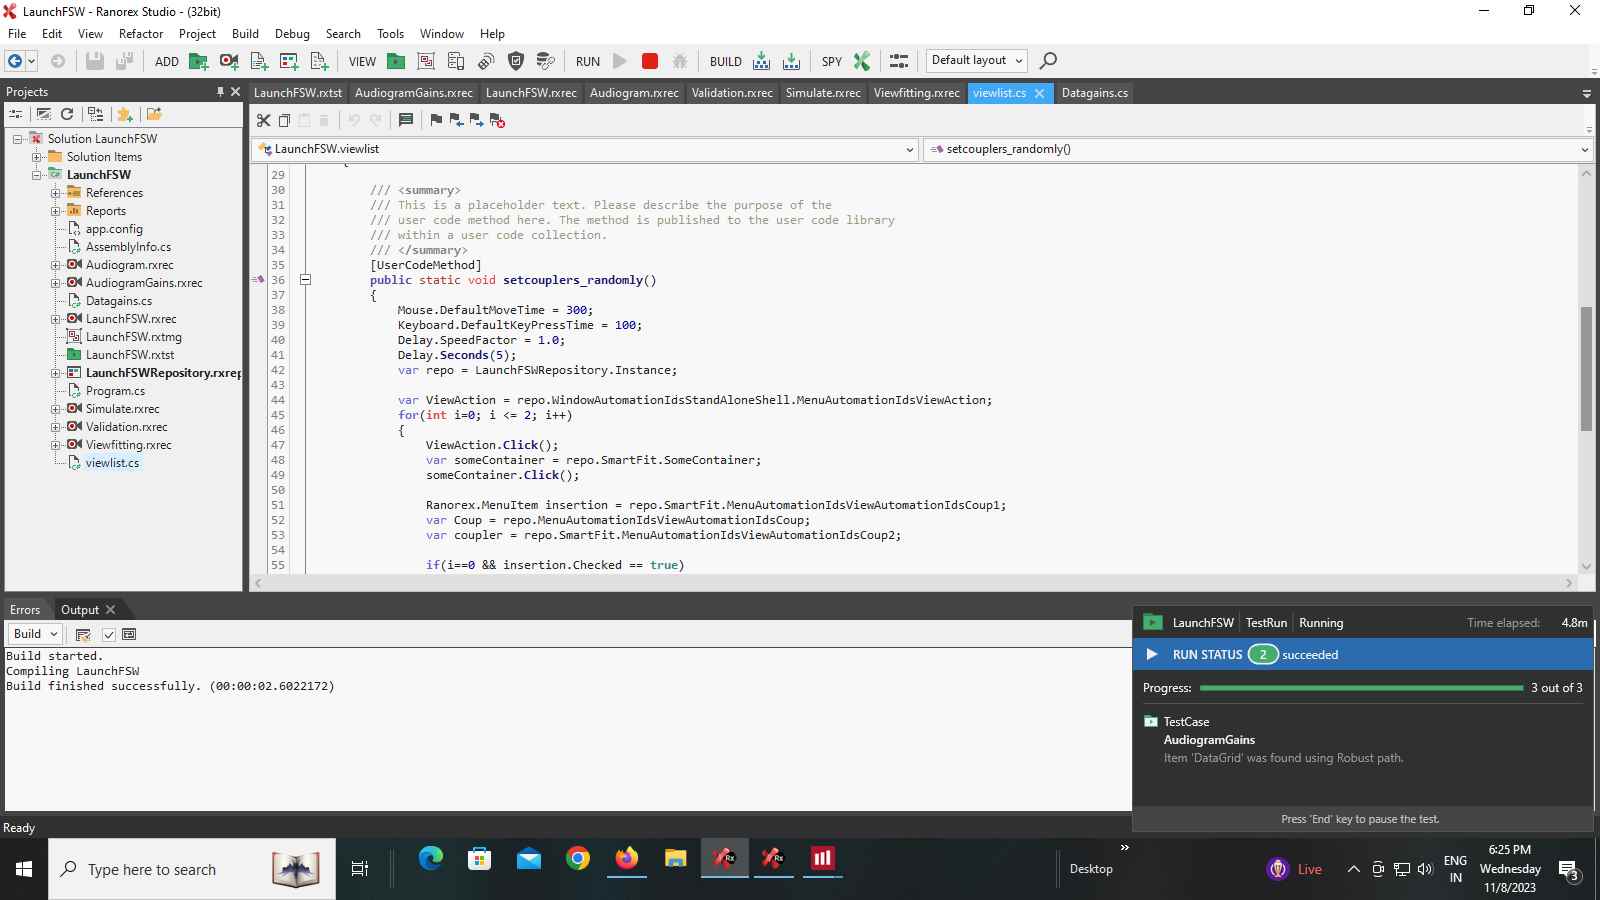 LaunchFSW - Ranorex Studio - (32bit)
File Edit View Refactor Project Build Debug Search Tools Window Help
ADD VIEW RUN BUILD SPY Default layout
Projects
LaunchFSW.rxtst AudiogramGains.rxrec LaunchFSW.rxrec Audiogram.rxrec Validation.rxrec Simulate.rxrec Viewfitting.rxrec viewlist.cs Datagains.cs
Solution LaunchFSW
Solution Items
LaunchFSW
References
Reports
app.config
AssemblyInfo.cs
Audiogram.rxrec
AudiogramGains.rxrec
Datagains.cs
LaunchFSW.rxrec
LaunchFSW.rxtmg
LaunchFSW.rxtst
LaunchFSWRepository.rxrep
Program.cs
Simulate.rxrec
Validation.rxrec
Viewfitting.rxrec
viewlist.cs
LaunchFSW.viewlist setcouplers_randomly()
29
30 /// <summary>
31 /// This is a placeholder text. Please describe the purpose of the
32 /// user code method here. The method is published to the user code library
33 /// within a user code collection.
34 /// </summary>
35 [UserCodeMethod]
36 public static void setcouplers_randomly()
37 {
38 Mouse.DefaultMoveTime = 300;
39 Keyboard.DefaultKeyPressTime = 100;
40 Delay.SpeedFactor = 1.0;
41 Delay.Seconds(5);
42 var repo = LaunchFSWRepository.Instance;
43
44 var ViewAction = repo.WindowAutomationIdsStandAloneShell.MenuAutomationIdsViewAction;
45 for(int i=0; i <= 2; i++)
46 {
47 ViewAction.Click();
48 var someContainer = repo.SmartFit.SomeContainer;
49 someContainer.Click();
50
51 Ranorex.MenuItem insertion = repo.SmartFit.MenuAutomationIdsViewAutomationIdsCoup1;
52 var Coup = repo.MenuAutomationIdsViewAutomationIdsCoup;
53 var coupler = repo.SmartFit.MenuAutomationIdsViewAutomationIdsCoup2;
54
55 if(i==0 && insertion.Checked == true)
Errors Output
Build
Build started.
Compiling LaunchFSW
Build finished successfully. (00:00:02.6022172)
LaunchFSW TestRun Running Time elapsed: 4.8m
RUN STATUS 2 succeeded
Progress: 3 out of 3
TestCase
AudiogramGains
Item 'DataGrid' was found using Robust path.
Press 'End' key to pause the test.
Ready
Type here to search
Rx
Rx
Desktop
Live
ENG
IN
6:25 PM
Wednesday
11/8/2023
3